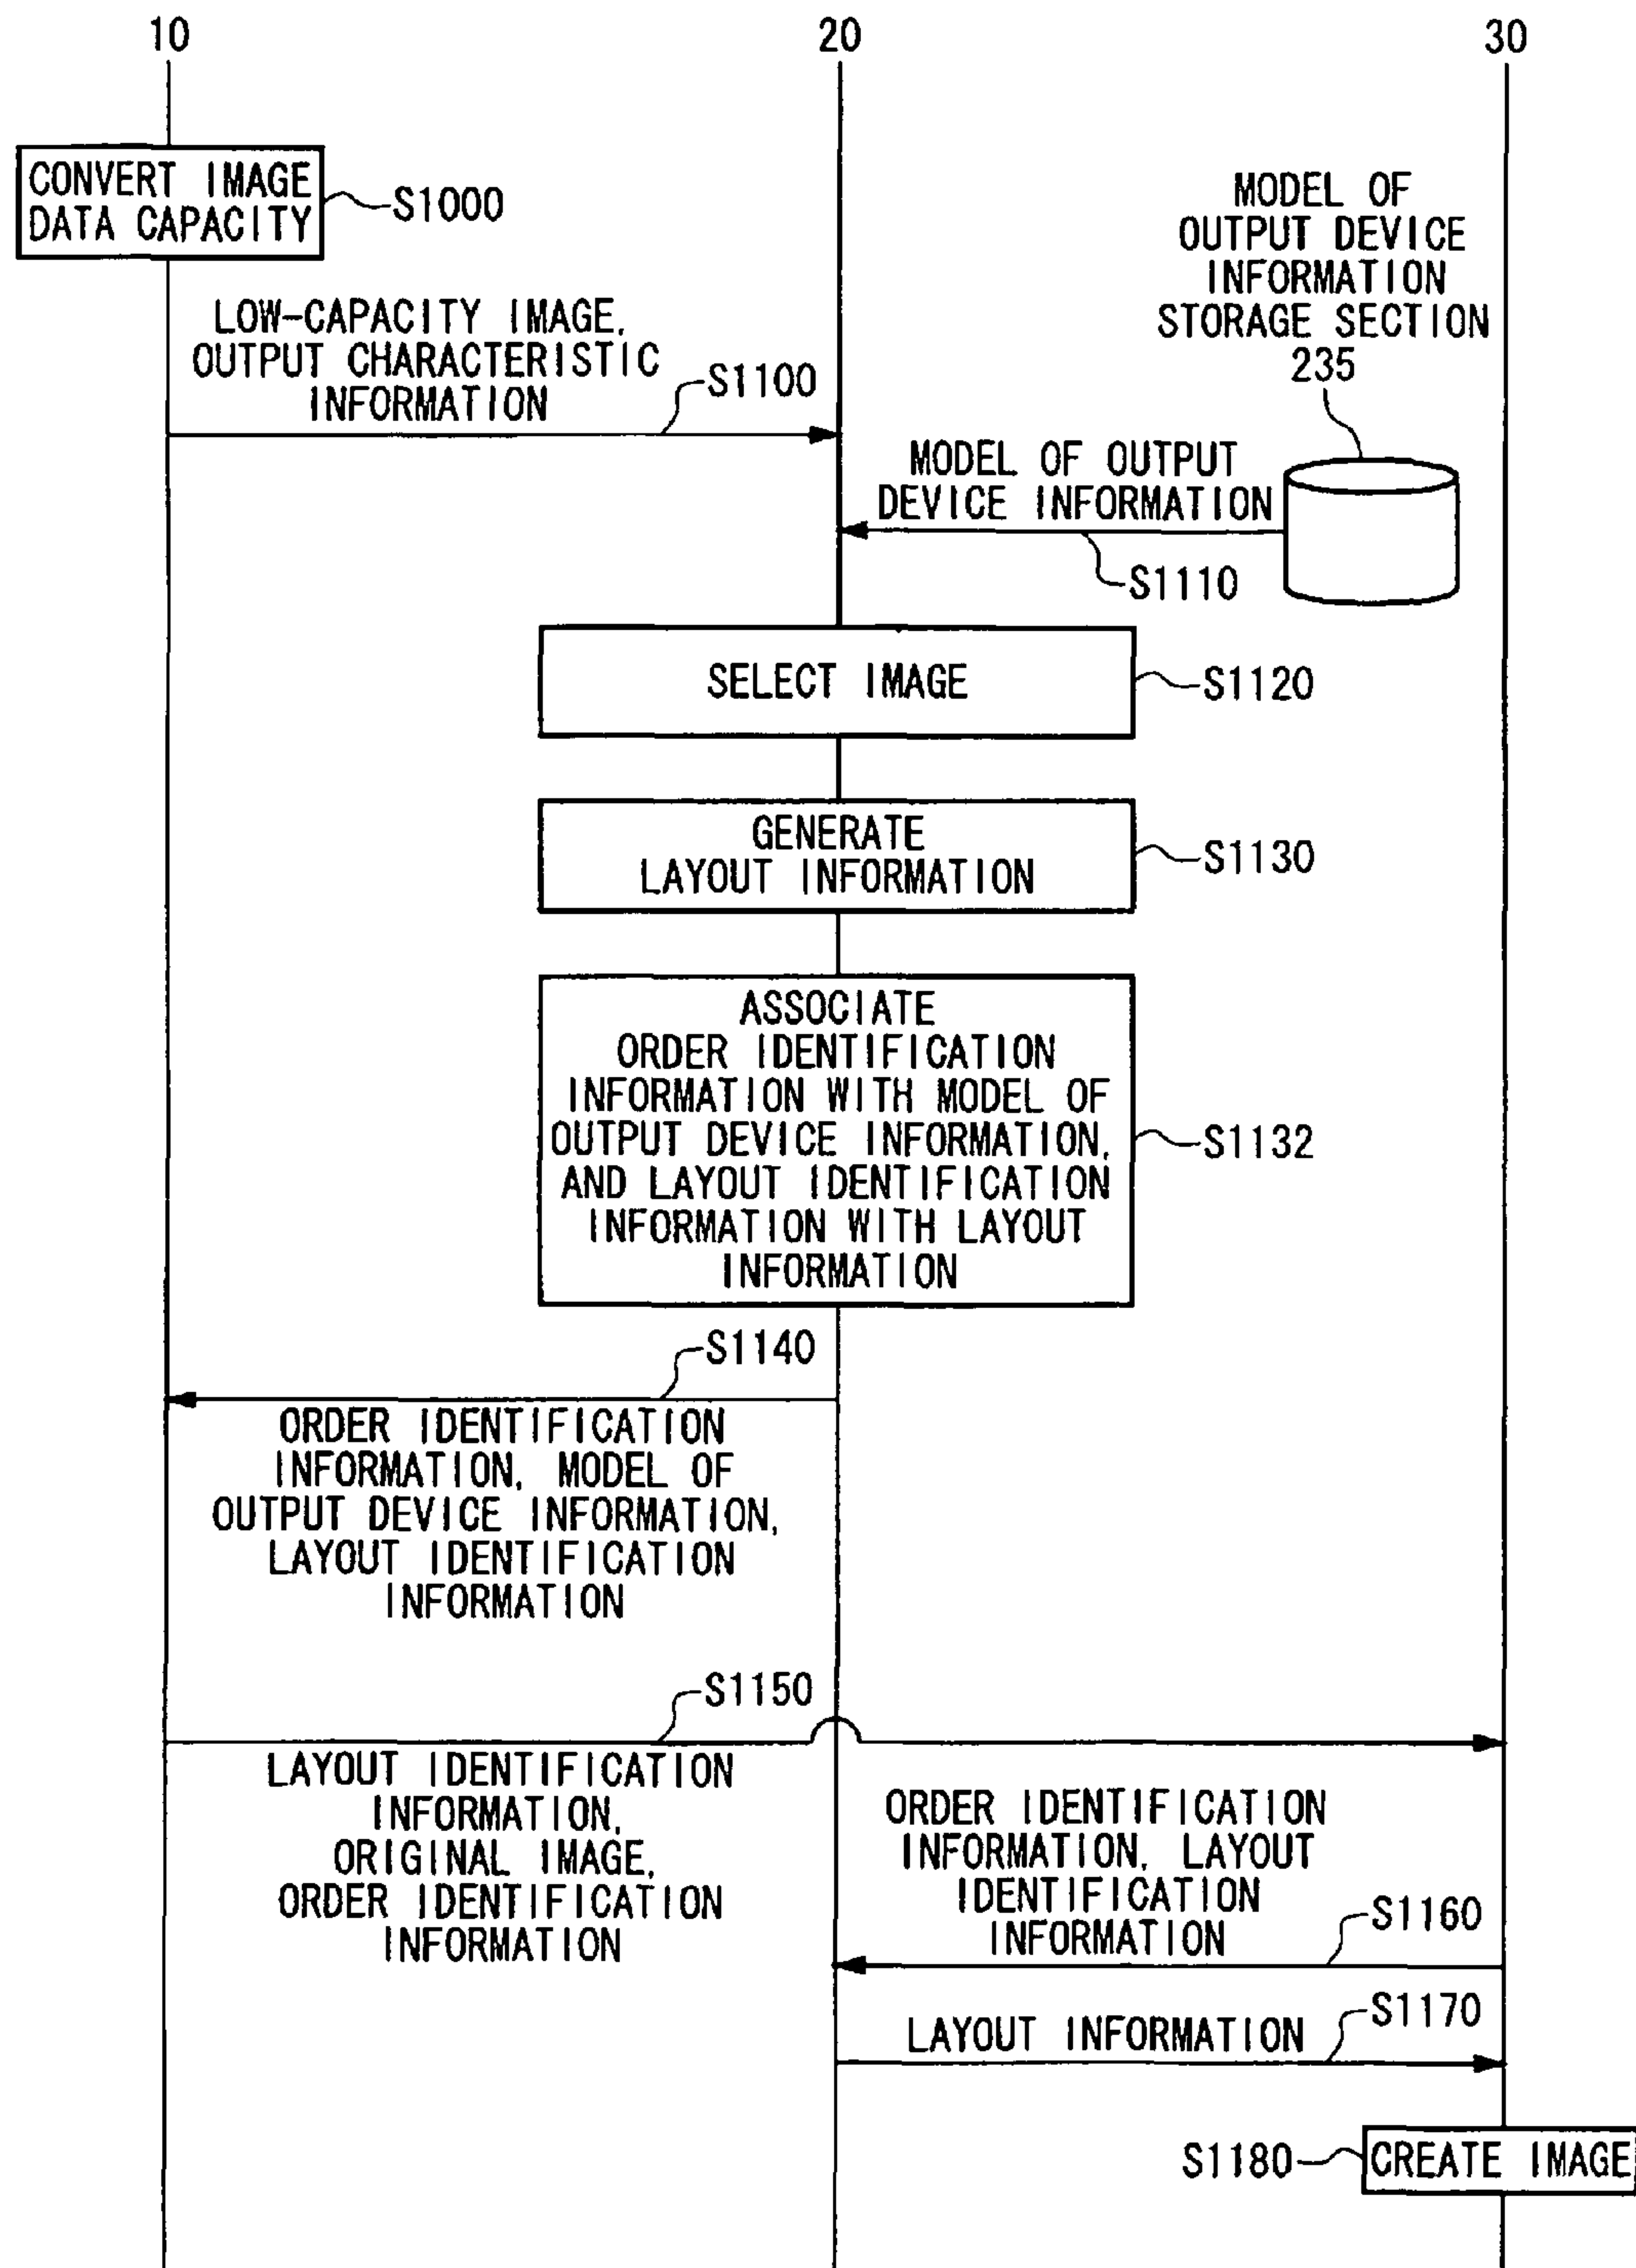 10
20
30
CONVERT IMAGE
DATA CAPACITY
S1000
MODEL OF
OUTPUT DEVICE
INFORMATION
STORAGE SECTION
235
LOW-CAPACITY IMAGE,
OUTPUT CHARACTERISTIC
INFORMATION
S1100
MODEL OF OUTPUT
DEVICE INFORMATION
S1110
SELECT IMAGE
S1120
GENERATE
LAYOUT INFORMATION
S1130
ASSOCIATE
ORDER IDENTIFICATION
INFORMATION WITH MODEL OF
OUTPUT DEVICE INFORMATION,
AND LAYOUT IDENTIFICATION
INFORMATION WITH LAYOUT
INFORMATION
S1132
S1140
ORDER IDENTIFICATION
INFORMATION, MODEL OF
OUTPUT DEVICE INFORMATION,
LAYOUT IDENTIFICATION
INFORMATION
S1150
LAYOUT IDENTIFICATION
INFORMATION,
ORIGINAL IMAGE,
ORDER IDENTIFICATION
INFORMATION
ORDER IDENTIFICATION
INFORMATION, LAYOUT
IDENTIFICATION
INFORMATION
S1160
S1170
LAYOUT INFORMATION
S1180
CREATE IMAGE